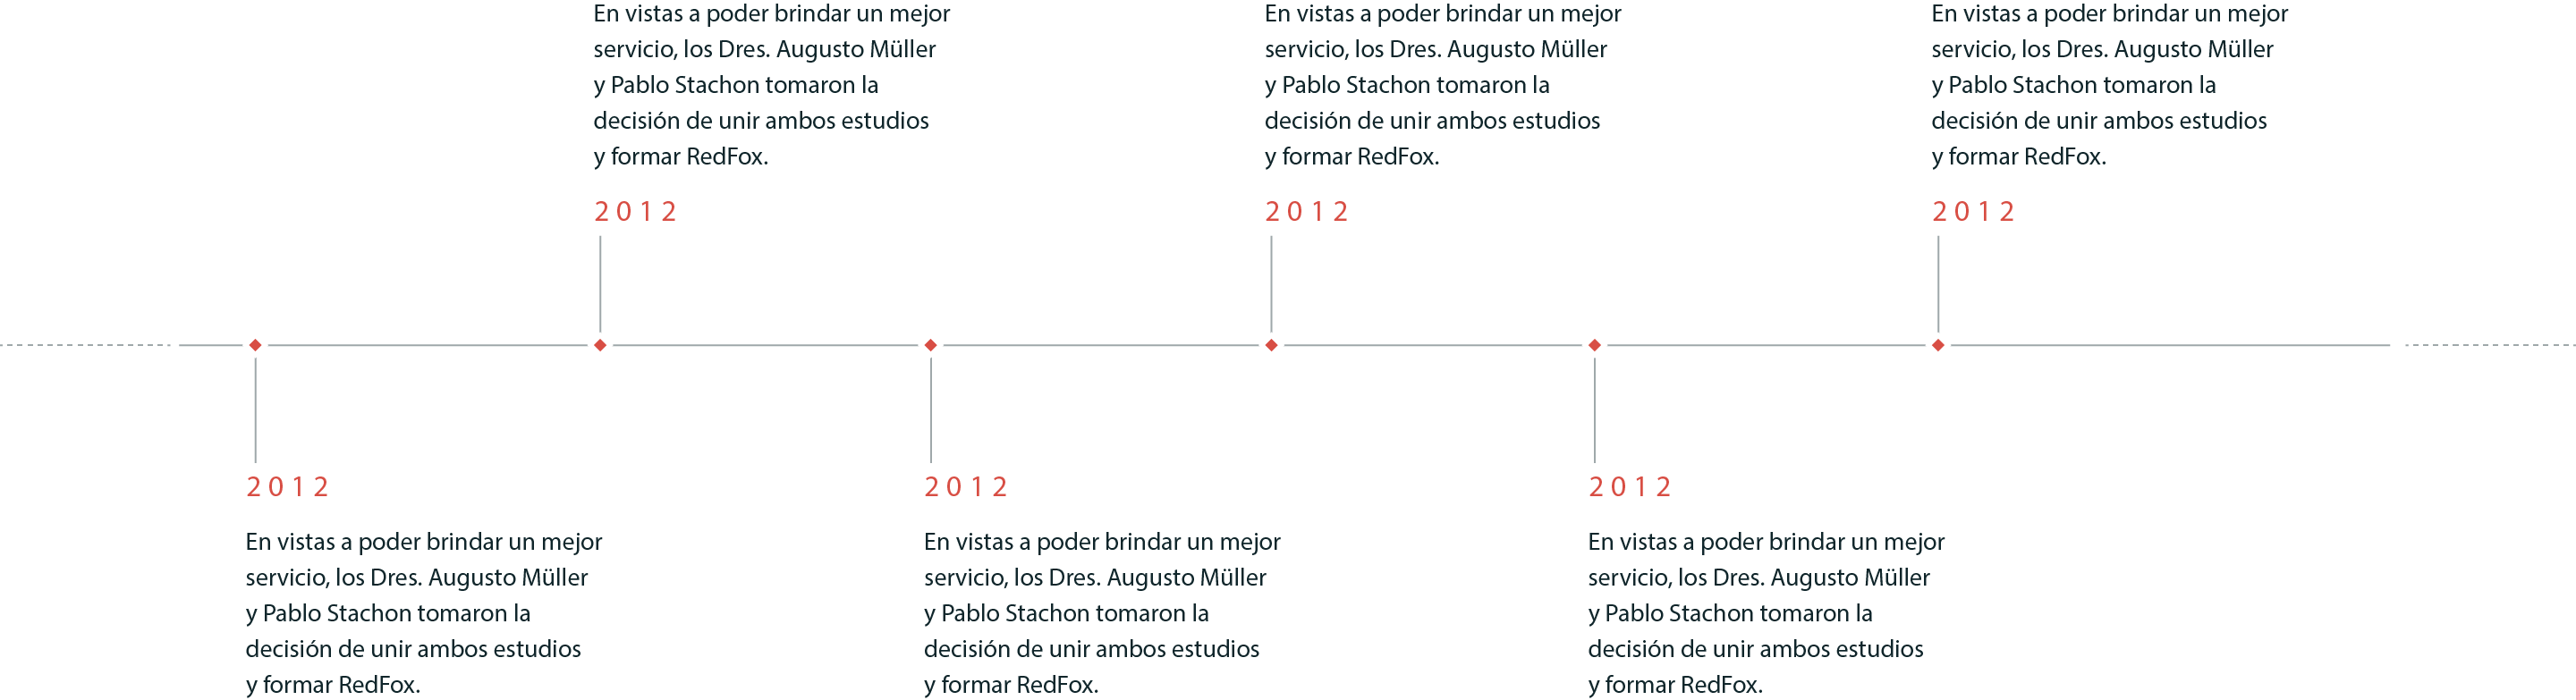 En vistas a poder brindar un mejor
servicio, los Dres. Augusto Müller
y Pablo Stachon tomaron la
decisión de unir ambos estudios
y formar RedFox.
2012
En vistas a poder brindar un mejor
servicio, los Dres. Augusto Müller
y Pablo Stachon tomaron la
decisión de unir ambos estudios
y formar RedFox.
2012
En vistas a poder brindar un mejor
servicio, los Dres. Augusto Müller
y Pablo Stachon tomaron la
decisión de unir ambos estudios
y formar RedFox.
2012
2012
En vistas a poder brindar un mejor
servicio, los Dres. Augusto Müller
y Pablo Stachon tomaron la
decisión de unir ambos estudios
y formar RedFox.
2012
En vistas a poder brindar un mejor
servicio, los Dres. Augusto Müller
y Pablo Stachon tomaron la
decisión de unir ambos estudios
y formar RedFox.
2012
En vistas a poder brindar un mejor
servicio, los Dres. Augusto Müller
y Pablo Stachon tomaron la
decisión de unir ambos estudios
y formar RedFox.